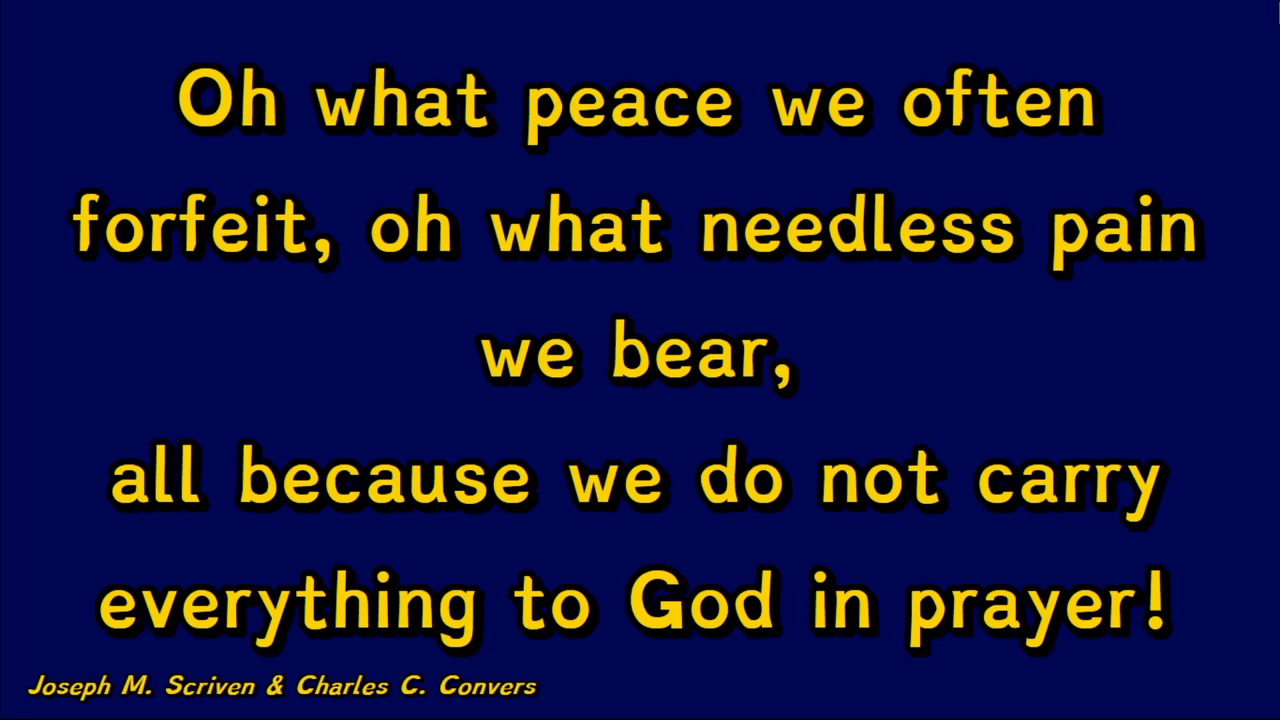 Oh what peace we often
forfeit, oh what needless pain
we bear,
all because we do not carry
everything to God in prayer!
Joseph M. Scriven & Charles C. Convers